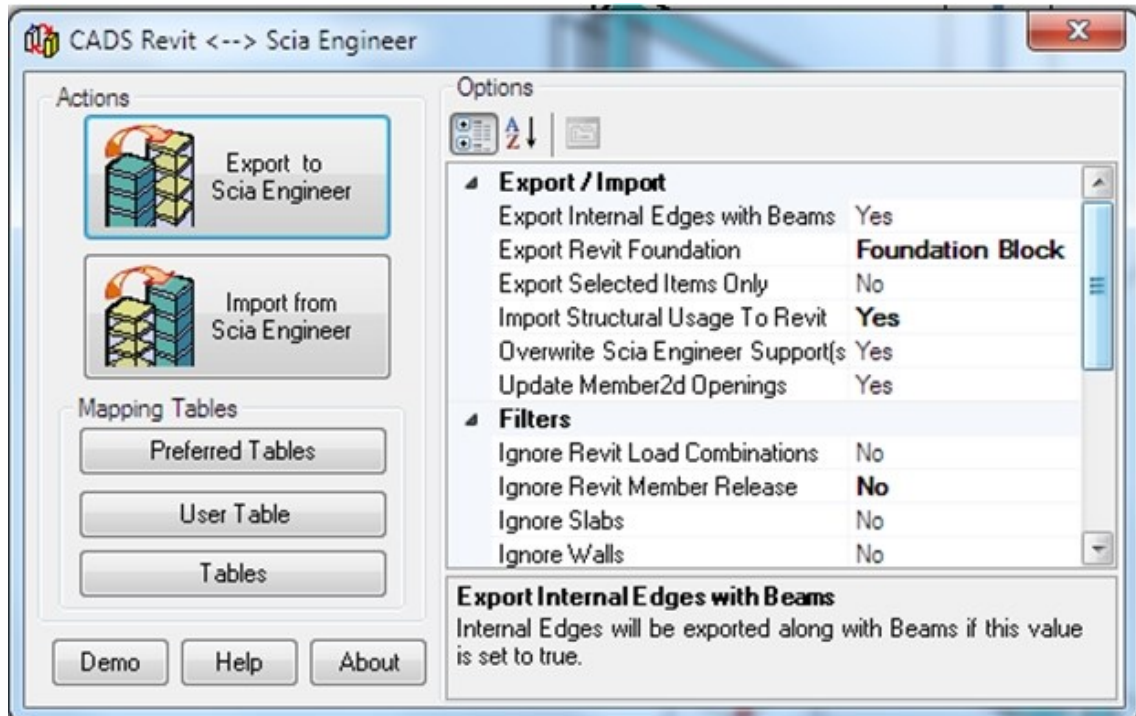 CADS Revit <--> Scia Engineer
Actions
Export to
Scia Engineer
Import from
Scia Engineer
Mapping Tables
Preferred Tables
User Table
Tables
Demo Help About
Options
A
Z
Export / Import
Export Internal Edges with Beams Yes
Export Revit Foundation Foundation Block
Export Selected Items Only No
Import Structural Usage To Revit Yes
Overwrite Scia Engineer Support(s Yes
Update Member2d Openings Yes
Filters
Ignore Revit Load Combinations No
Ignore Revit Member Release No
Ignore Slabs No
Ignore Walls No
Export Internal Edges with Beams
Internal Edges will be exported along with Beams if this value
is set to true.